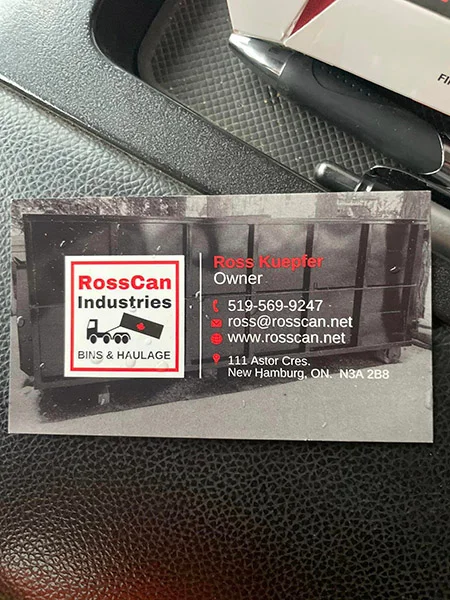 RossCan
Industries
BINS & HAULAGE
Ross Kuepfer
Owner
519-569-9247
ross@rosscan.net
www.rosscan.net
111 Astor Cres.
New Hamburg, ON. N3A 2B8